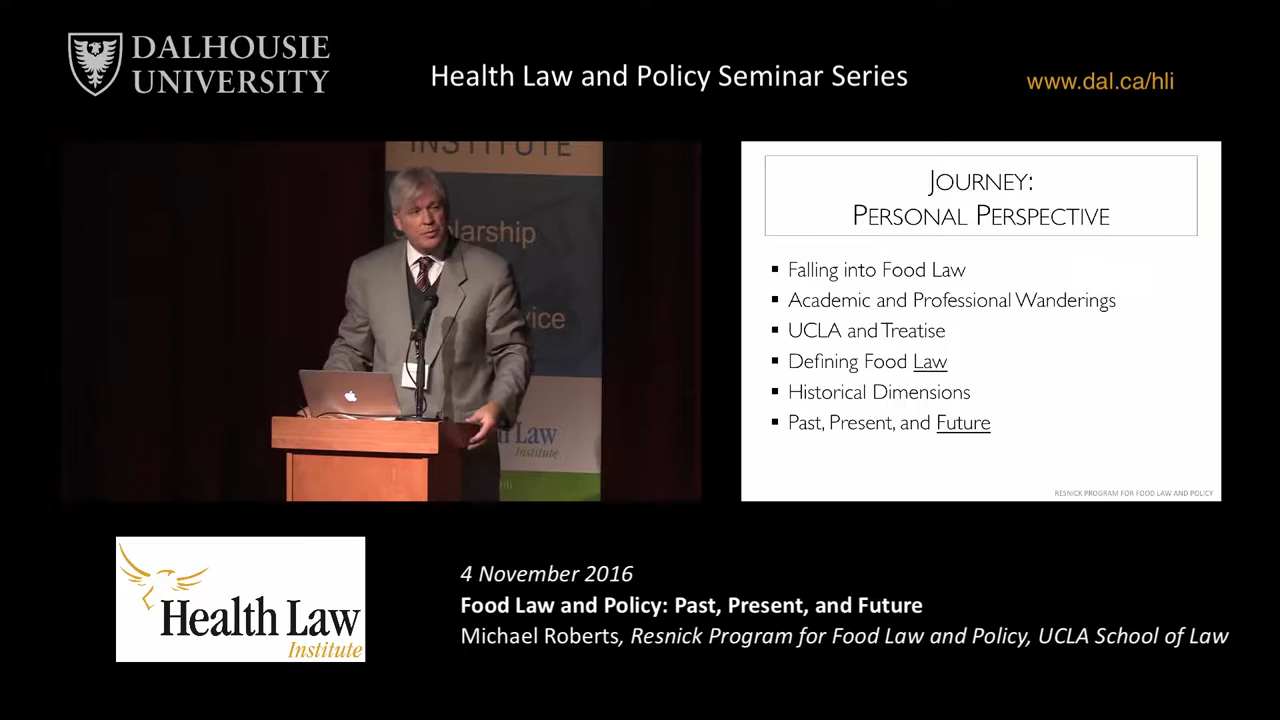 DALHOUSIE
UNIVERSITY
Health Law and Policy Seminar Series
www.dal.ca/hli
INSTITUTE
Law
Institute
JOURNEY:
PERSONAL PERSPECTIVE
▪ Falling into Food Law
▪ Academic and Professional Wanderings
▪ UCLA and Treatise
▪ Defining Food Law
▪ Historical Dimensions
▪ Past, Present, and Future
RESNICK PROGRAM FOR FOOD LAW AND POLICY
Health Law
Institute
4 November 2016
Food Law and Policy: Past, Present, and Future
Michael Roberts, Resnick Program for Food Law and Policy, UCLA School of Law